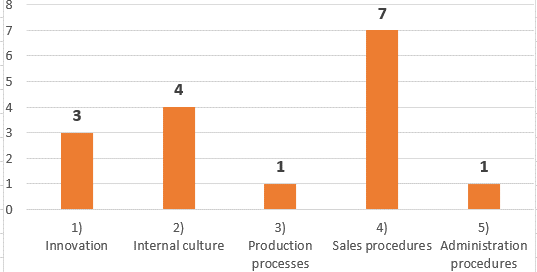 8
7
7
6
5
4
4
3
3
2
1
1
1
0
1)
Innovation
2)
Internal culture
3)
Production
processes
4)
Sales procedures
5)
Administration
procedures